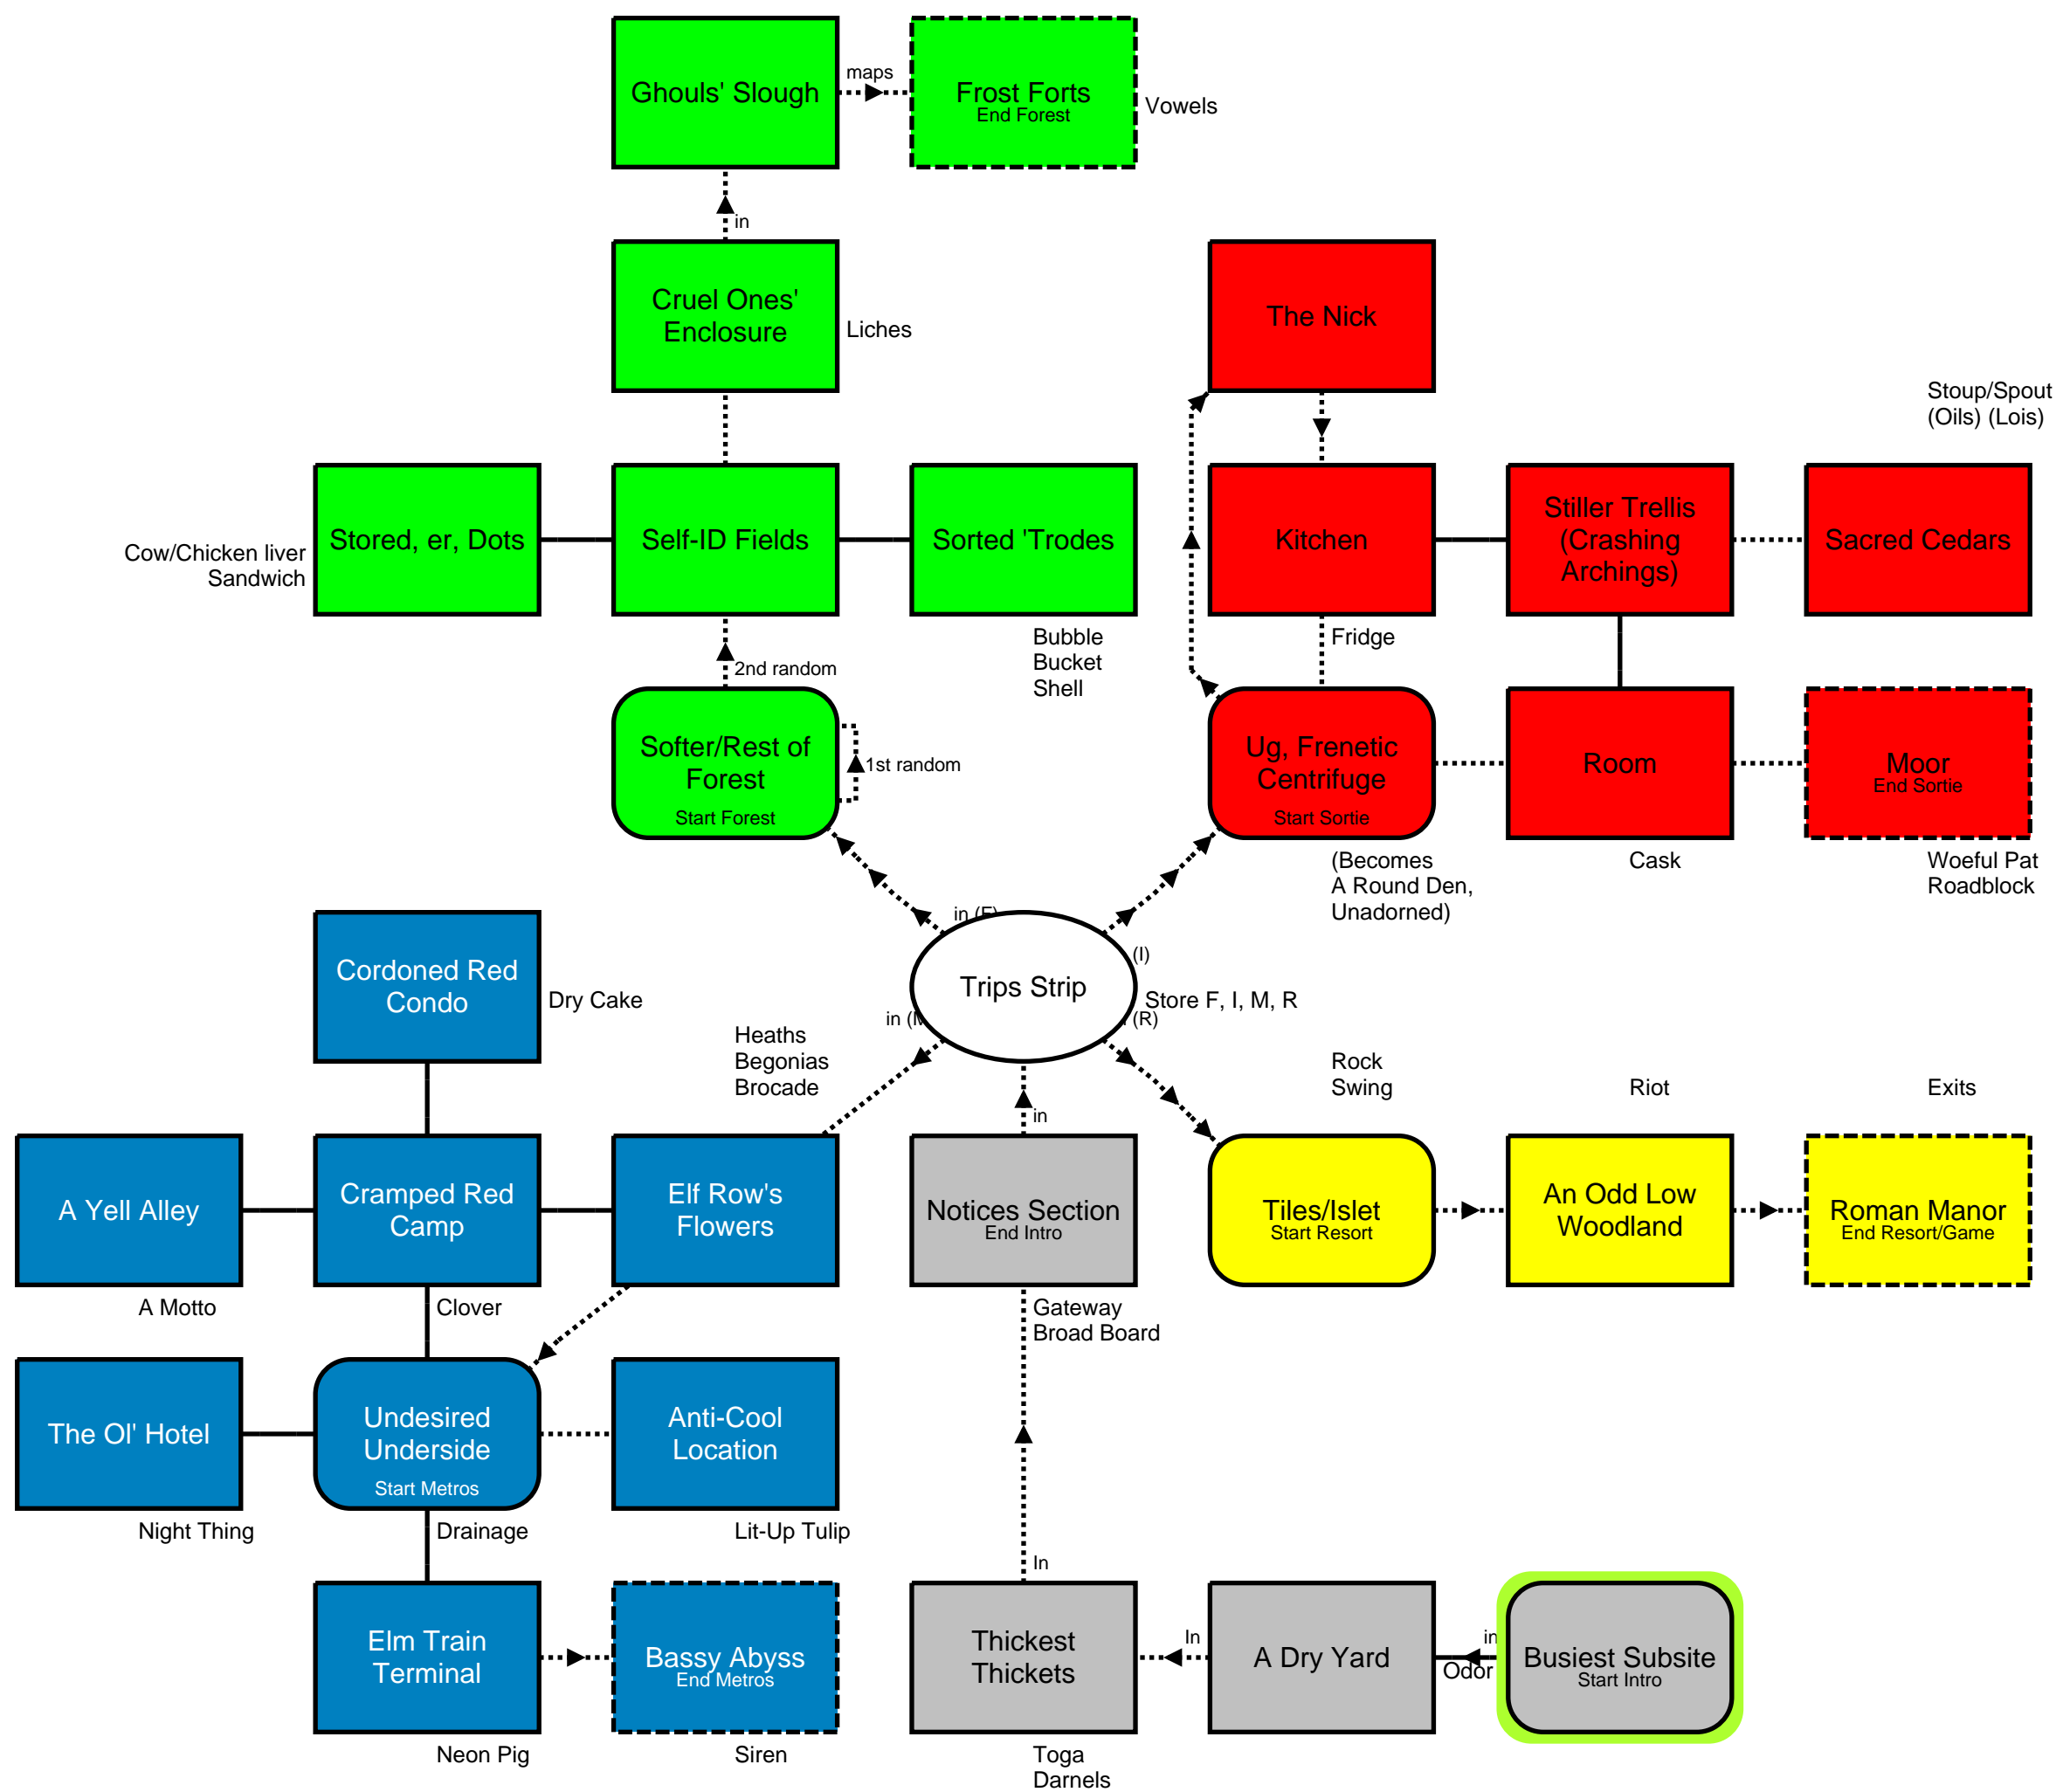 Ghouls' Slough
maps
Frost Forts
End Forest
Vowels
in
Cruel Ones'
Enclosure
Liches
The Nick
Stoup/Spout
(Oils) (Lois)
Cow/Chicken liver
Sandwich
Stored, er, Dots
Self-ID Fields
Sorted 'Trodes
Kitchen
Stiller Trellis
(Crashing
Archings)
Sacred Cedars
Bubble
Bucket
Shell
Fridge
2nd random
Softer/Rest of
Forest
Start Forest
1st random
Ug, Frenetic
Centrifuge
Start Sortie
Room
Moor
End Sortie
(Becomes
A Round Den,
Unadorned)
Cask
Woeful Pat
Roadblock
in (F)
(I)
Trips Strip
Store F, I, M, R
in (M
(R)
Cordoned Red
Condo
Dry Cake
Heaths
Begonias
Brocade
Rock
Swing
Riot
Exits
in
A Yell Alley
Cramped Red
Camp
Elf Row's
Flowers
Notices Section
End Intro
Tiles/Islet
Start Resort
An Odd Low
Woodland
Roman Manor
End Resort/Game
A Motto
Clover
Gateway
Broad Board
The Ol' Hotel
Undesired
Underside
Start Metros
Anti-Cool
Location
Night Thing
Drainage
Lit-Up Tulip
In
Elm Train
Terminal
Bassy Abyss
End Metros
Thickest
Thickets
In
A Dry Yard
in
Odor
Busiest Subsite
Start Intro
Neon Pig
Siren
Toga
Darnels